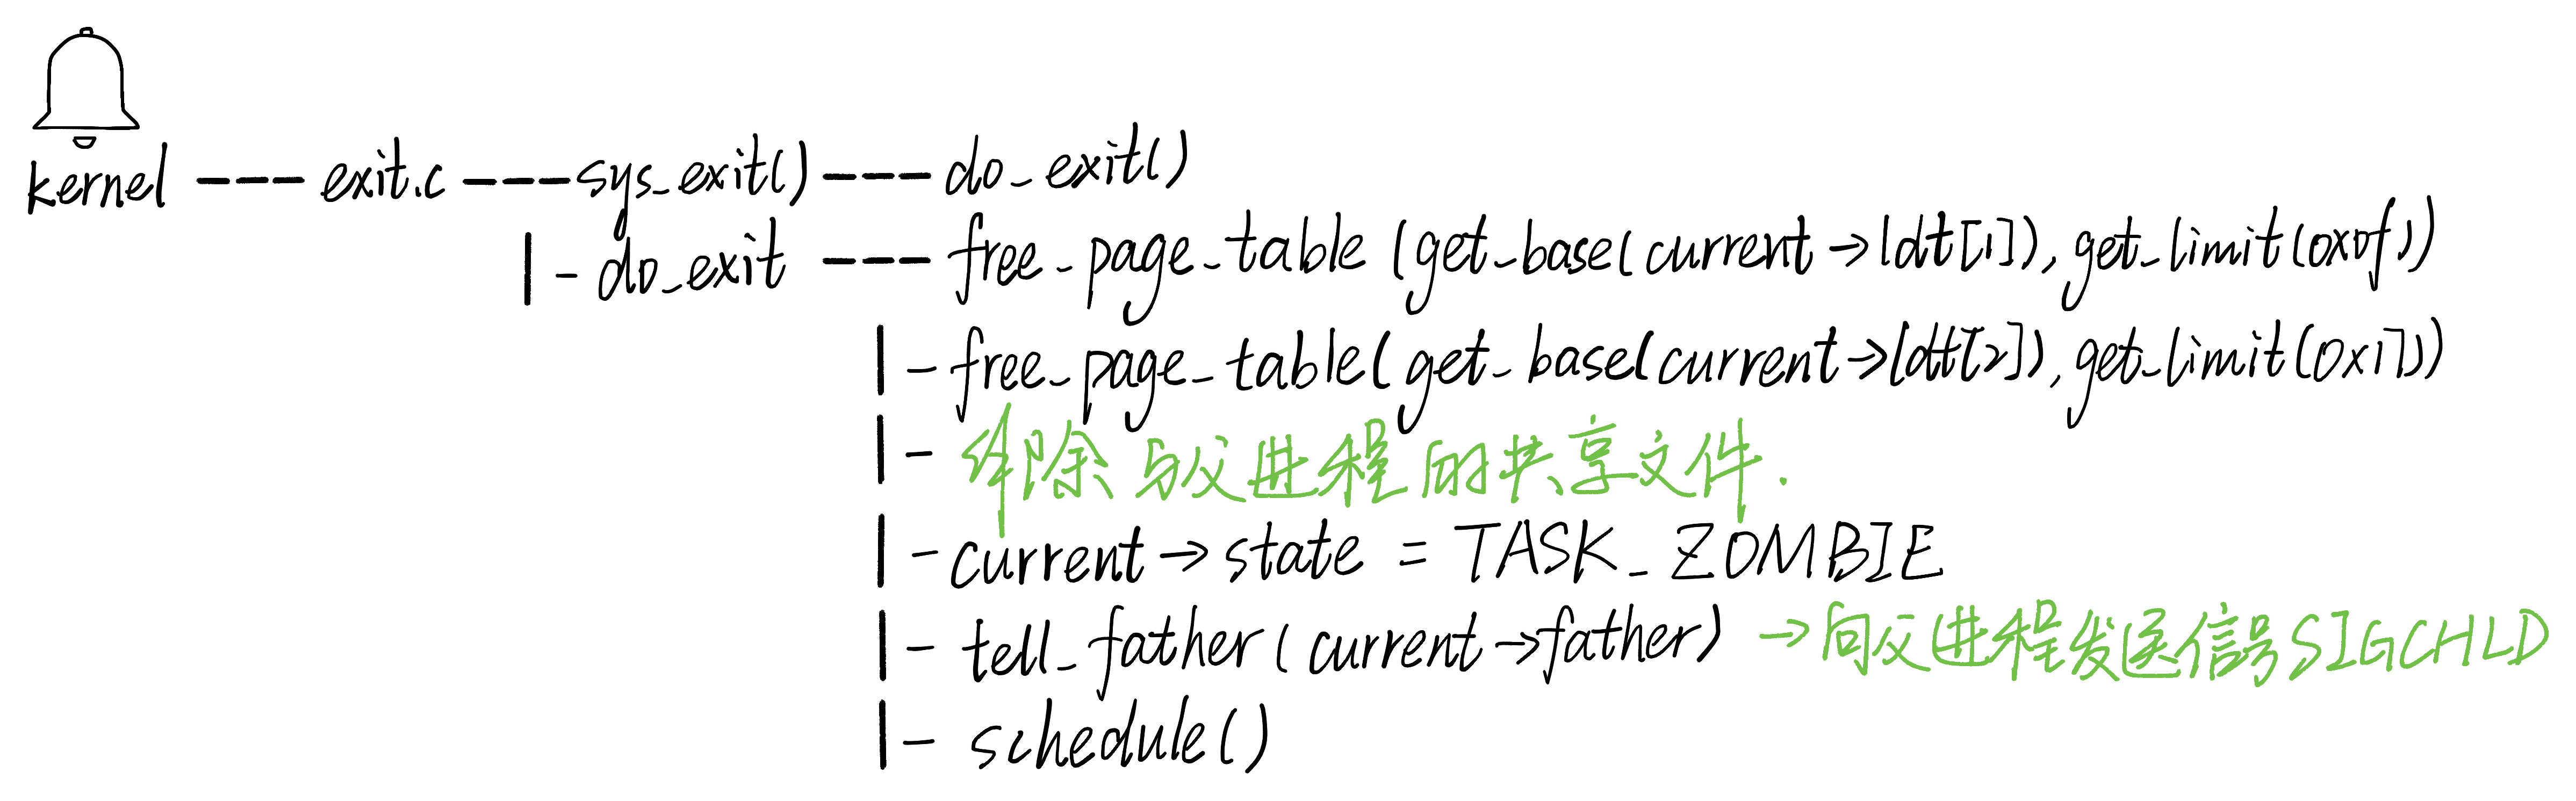 kernel --- exit.c --- sys_exit() --- do_exit()
|- do_exit --- free_page_table (get_base(current->ldt[1]), get_limit(0x0f))
|- free_page_table(get_base(current->ldt[2]), get_limit(0x17))
|- 解除与父进程的共享文件.
|- current->state = TASK_ZOMBIE
|- tell_father(current->father) ->向父进程发送信号SIGCHLD
|- schedule()